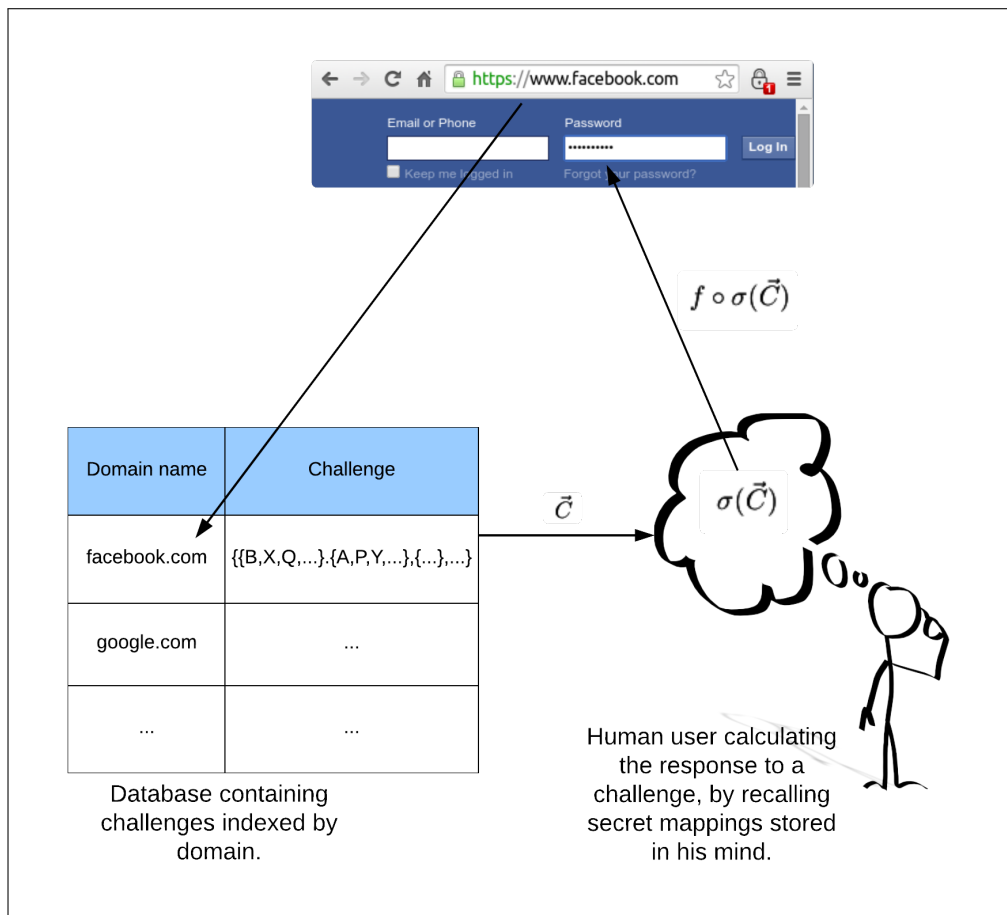 https://www.facebook.com
1
Email or Phone Password
•••••••••• Log In
Keep me logged in Forgot your password?
f ∘ σ(C⃗)
Domain name Challenge
σ(C⃗)
C⃗
facebook.com {{B,X,Q,...}.{A,P,Y,...},{...},...}
google.com ...
... ...
Database containing
challenges indexed by
domain.
Human user calculating
the response to a
challenge, by recalling
secret mappings stored
in his mind.